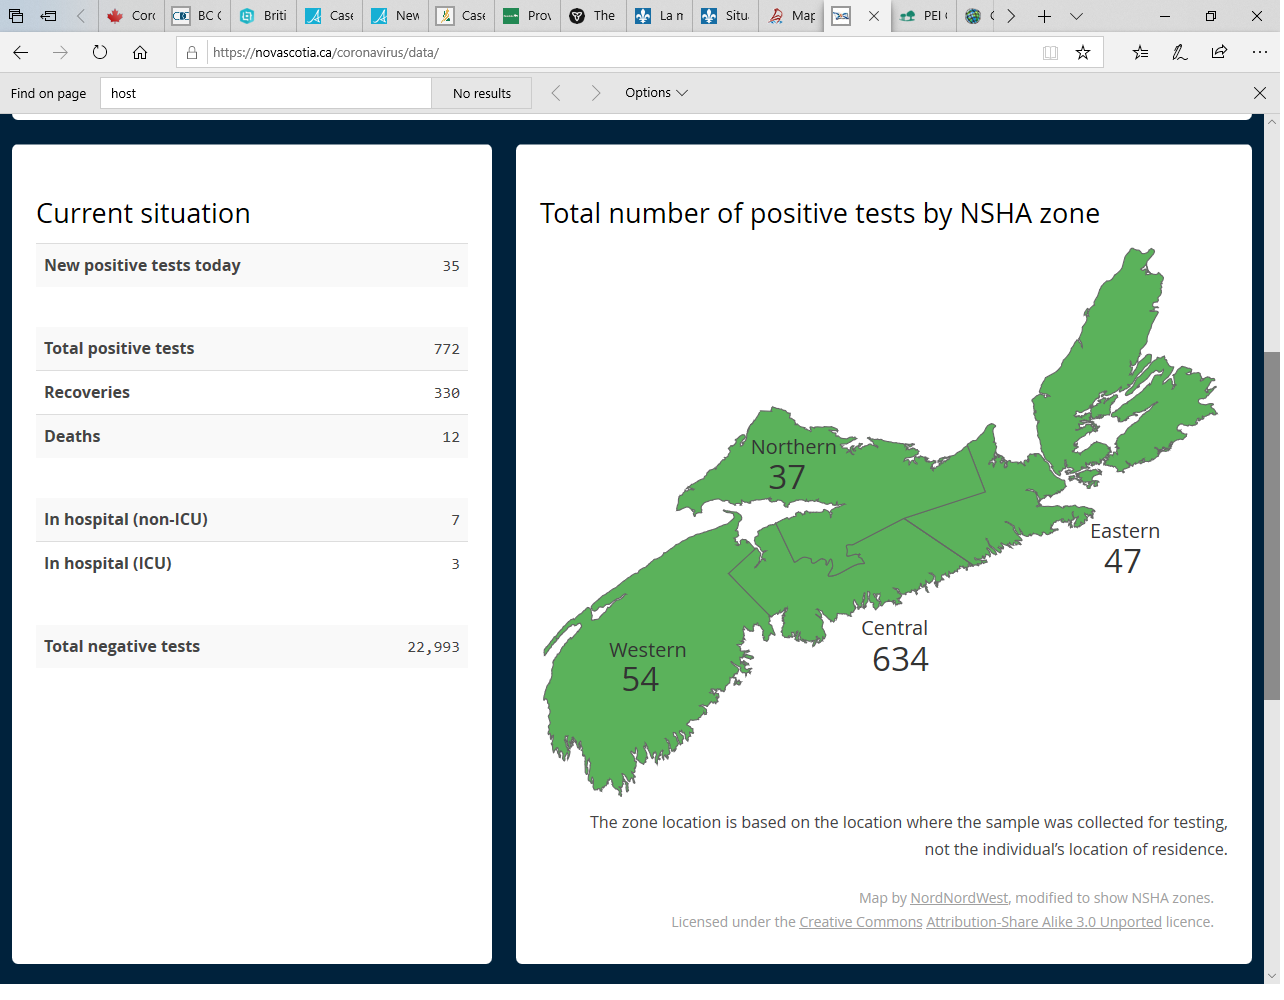 Coro
BC C
Briti
Case
New
Case
Prov
The
La n
Situ
Map
PEI
https://novascotia.ca/coronavirus/data/
Find on page
host
No results
Options
Current situation
New positive tests today 35
Total positive tests 772
Recoveries 330
Deaths 12
In hospital (non-ICU) 7
In hospital (ICU) 3
Total negative tests 22,993
Total number of positive tests by NSHA zone
Northern
37
Eastern
47
Central
634
Western
54
The zone location is based on the location where the sample was collected for testing,
not the individual’s location of residence.
Map by NordNordWest, modified to show NSHA zones.
Licensed under the Creative Commons Attribution-Share Alike 3.0 Unported licence.